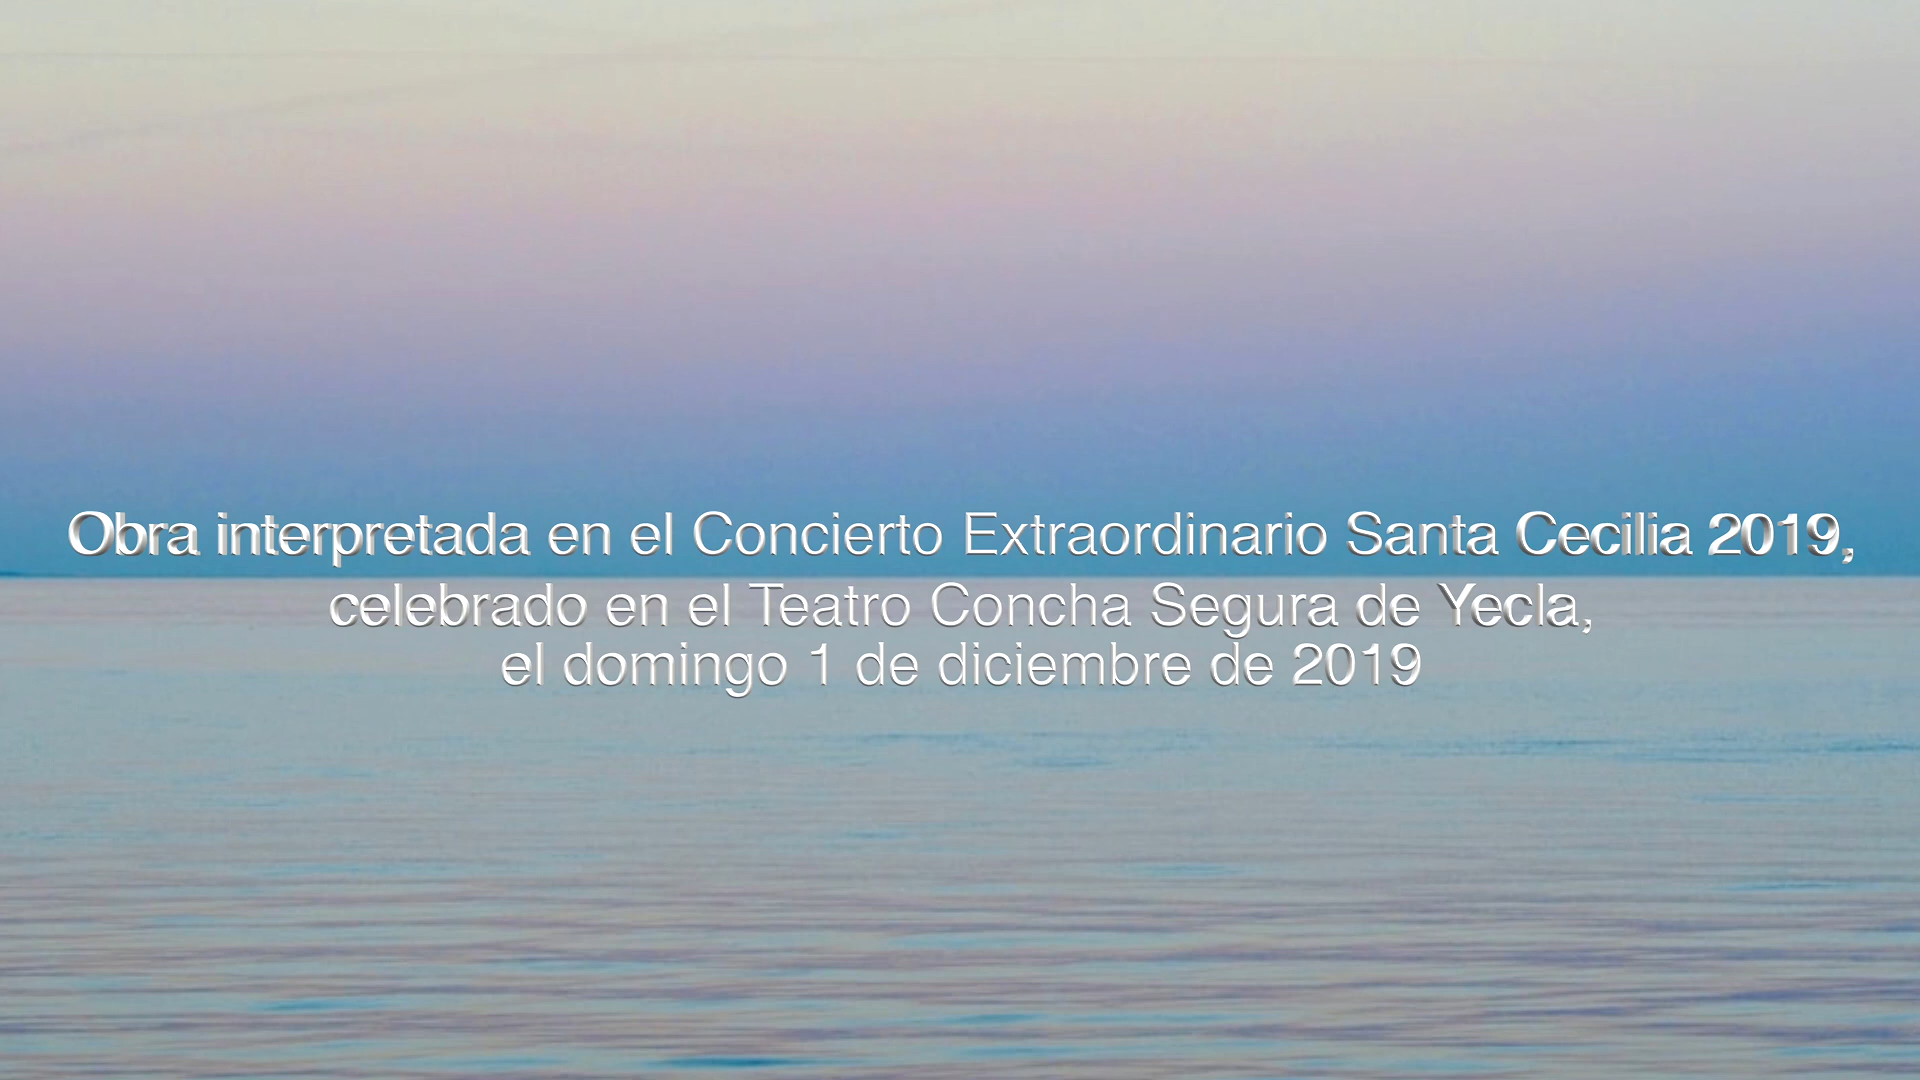 Obra interpretada en el Concierto Extraordinario Santa Cecilia 2019,
celebrado en el Teatro Concha Segura de Yecla,
el domingo 1 de diciembre de 2019